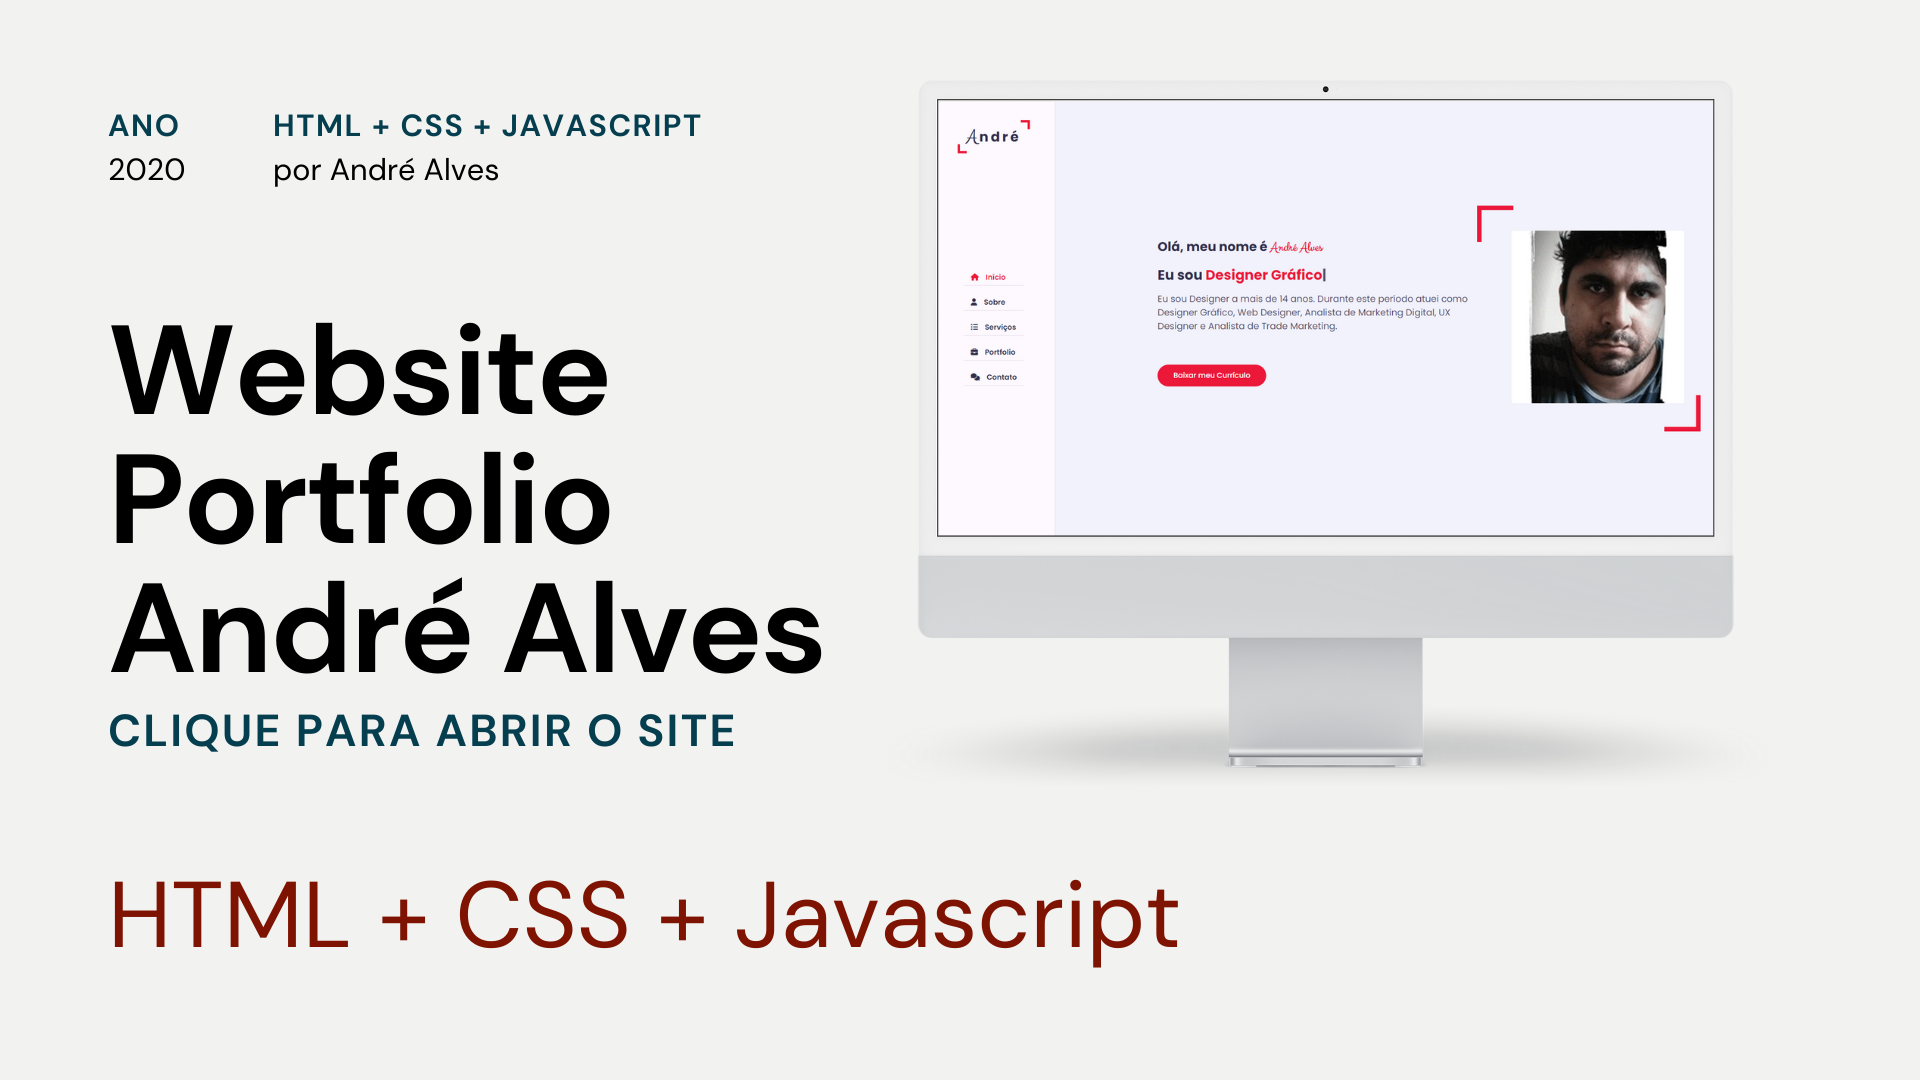 ANO
2020
HTML + CSS + JAVASCRIPT
por André Alves
Website
Portfolio
André Alves
CLIQUE PARA ABRIR O SITE
HTML + CSS + Javascript
André
Início
Sobre
Serviços
Portfolio
Contato
Olá, meu nome é André Alves
Eu sou Designer Gráfico|
Eu sou Designer a mais de 14 anos. Durante este período atuei como
Designer Gráfico, Web Designer, Analista de Marketing Digital, UX
Designer e Analista de Trade Marketing.
Baixar meu Currículo